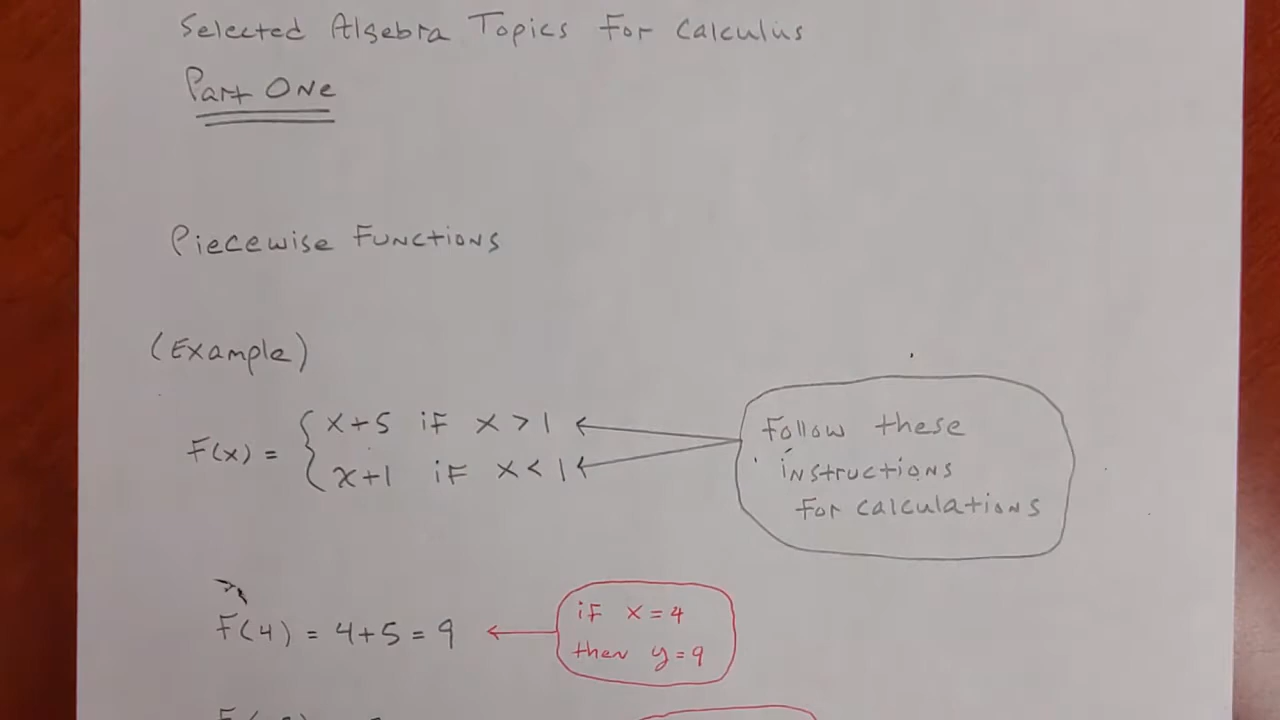 Selected Algebra Topics For Calculus
Part One
Piecewise Functions
(Example)
F(x) = { x+5 if x > 1
x+1 if x < 1
Follow these
instructions
For calculations
F(4) = 4+5 = 9
if x = 4
then y = 9